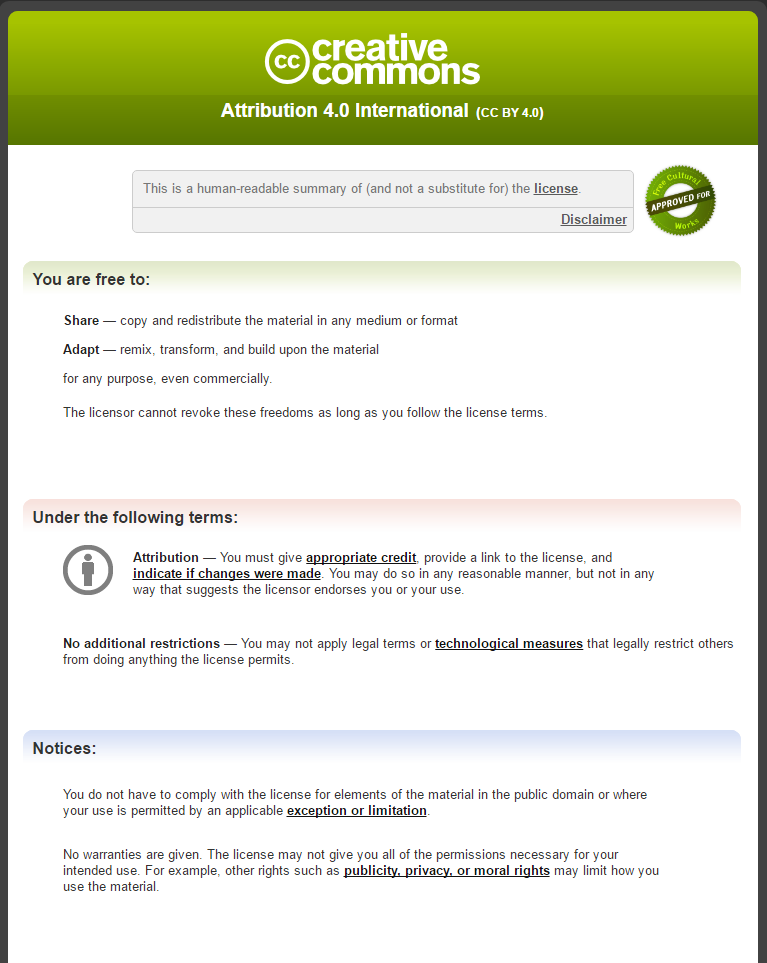 cc creative
commons
Attribution 4.0 International (CC BY 4.0)
This is a human-readable summary of (and not a substitute for) the license.
Disclaimer
Free Cultural
APPROVED FOR
Works
You are free to:
Share — copy and redistribute the material in any medium or format
Adapt — remix, transform, and build upon the material
for any purpose, even commercially.
The licensor cannot revoke these freedoms as long as you follow the license terms.
Under the following terms:
Attribution — You must give appropriate credit, provide a link to the license, and
indicate if changes were made. You may do so in any reasonable manner, but not in any
way that suggests the licensor endorses you or your use.
No additional restrictions — You may not apply legal terms or technological measures that legally restrict others
from doing anything the license permits.
Notices:
You do not have to comply with the license for elements of the material in the public domain or where
your use is permitted by an applicable exception or limitation.
No warranties are given. The license may not give you all of the permissions necessary for your
intended use. For example, other rights such as publicity, privacy, or moral rights may limit how you
use the material.